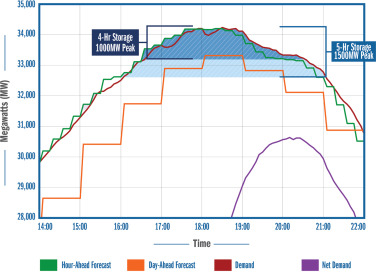 35,000
34,000
33,000
32,000
31,000
30,000
29,000
28,000
Megawatts (MW)
4-Hr Storage
1000MW Peak
5-Hr Storage
1500MW Peak
14:00 15:00 16:00 17:00 18:00 19:00 20:00 21:00 22:00
Time
Hour-Ahead Forecast Day-Ahead Forecast Demand Net Demand